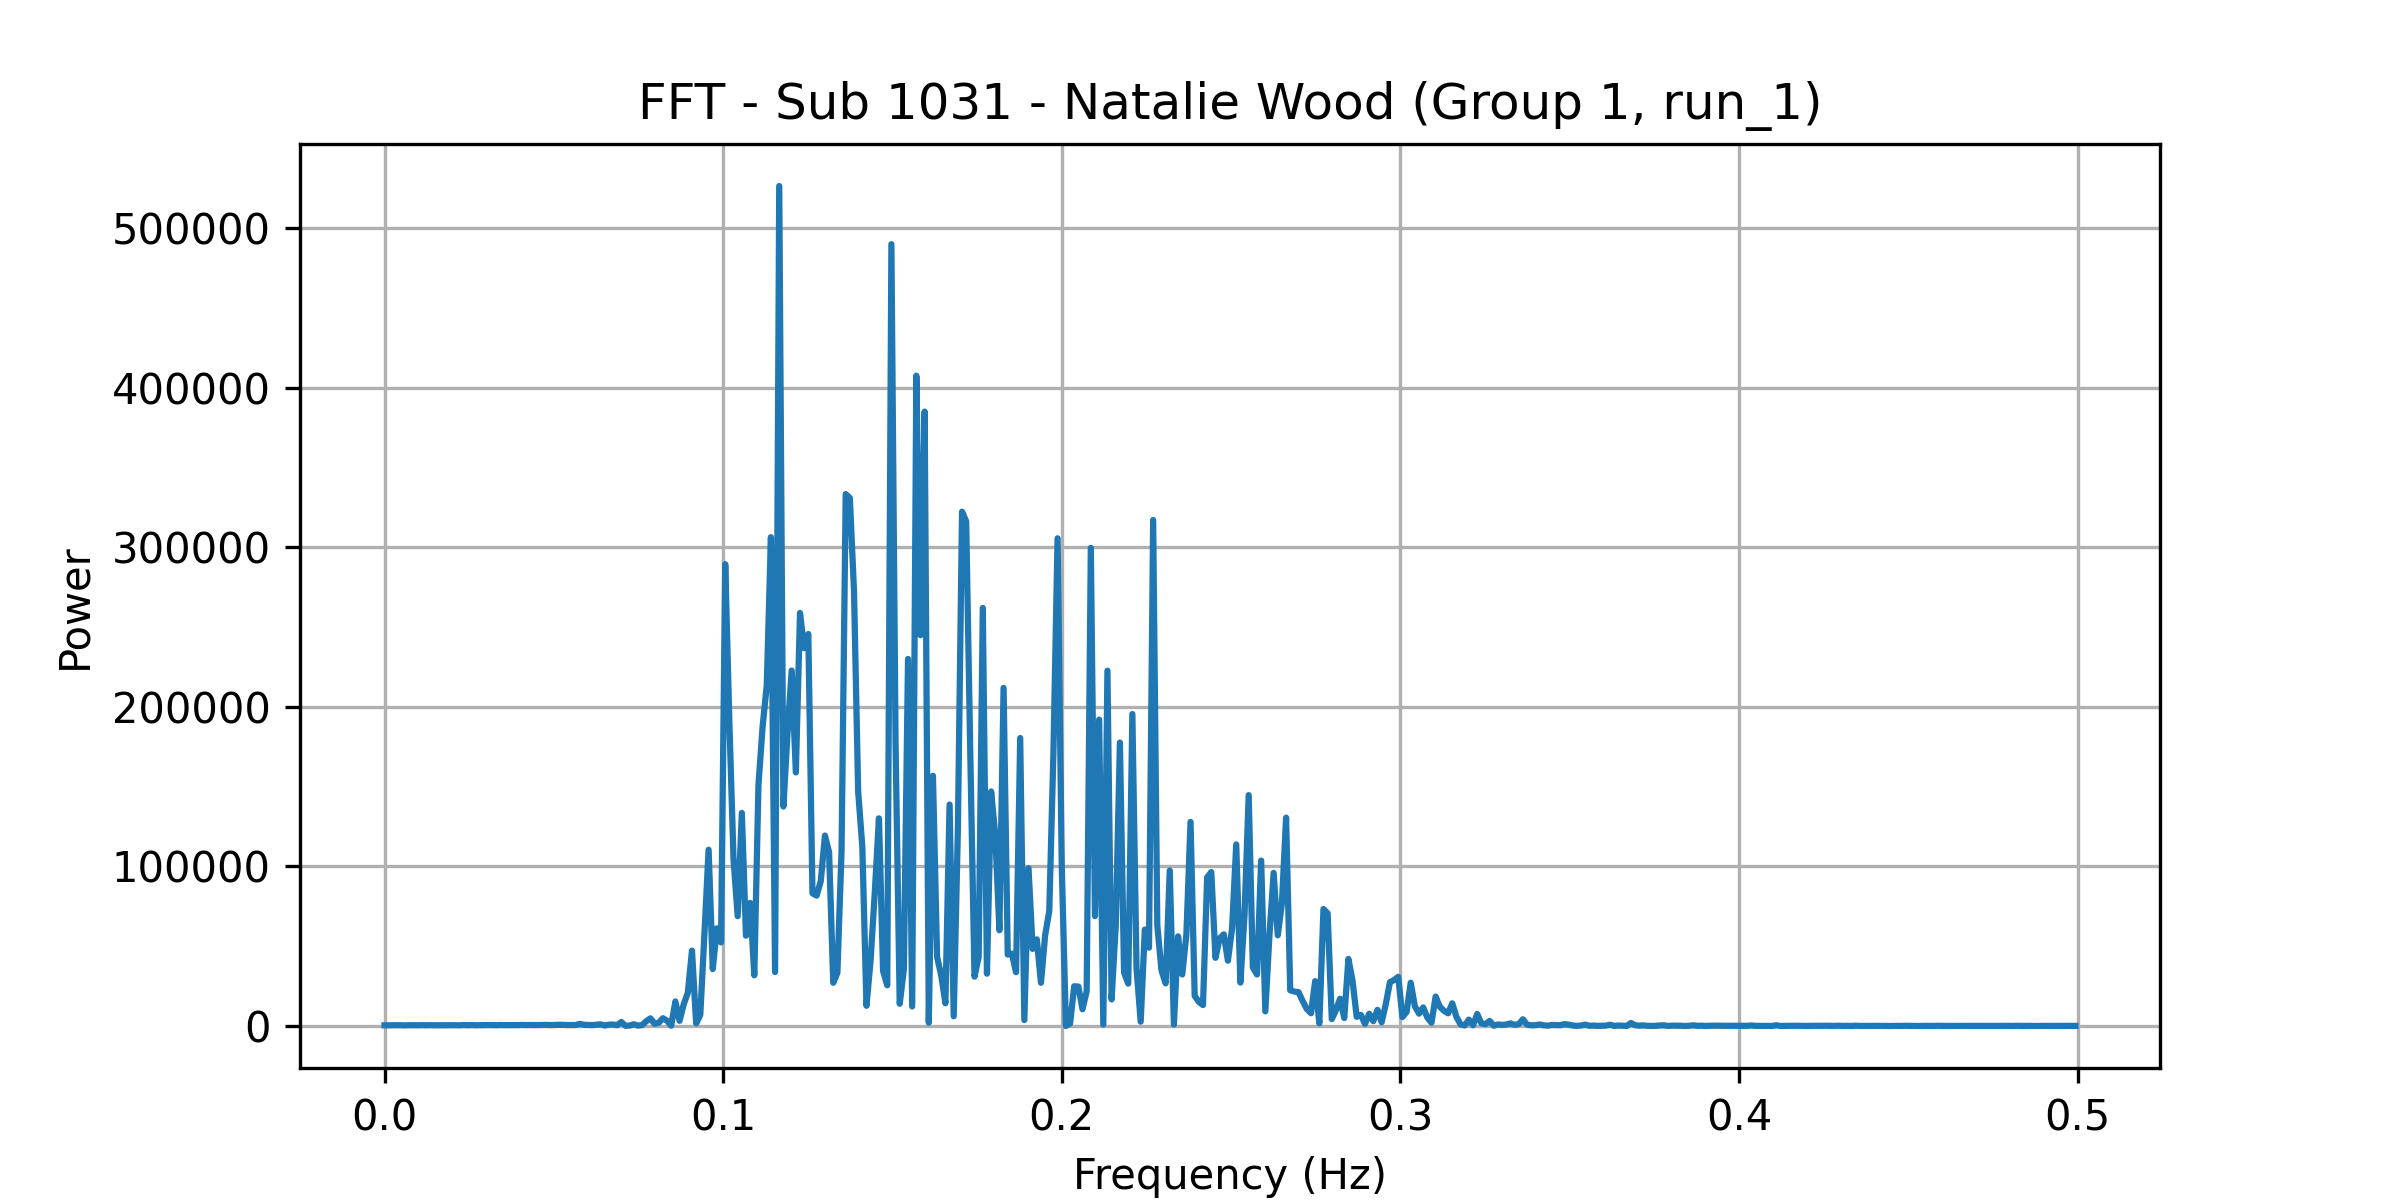 FFT - Sub 1031 - Natalie Wood (Group 1, run_1)
500000
400000
300000
200000
100000
0
Power
0.0 0.1 0.2 0.3 0.4 0.5
Frequency (Hz)